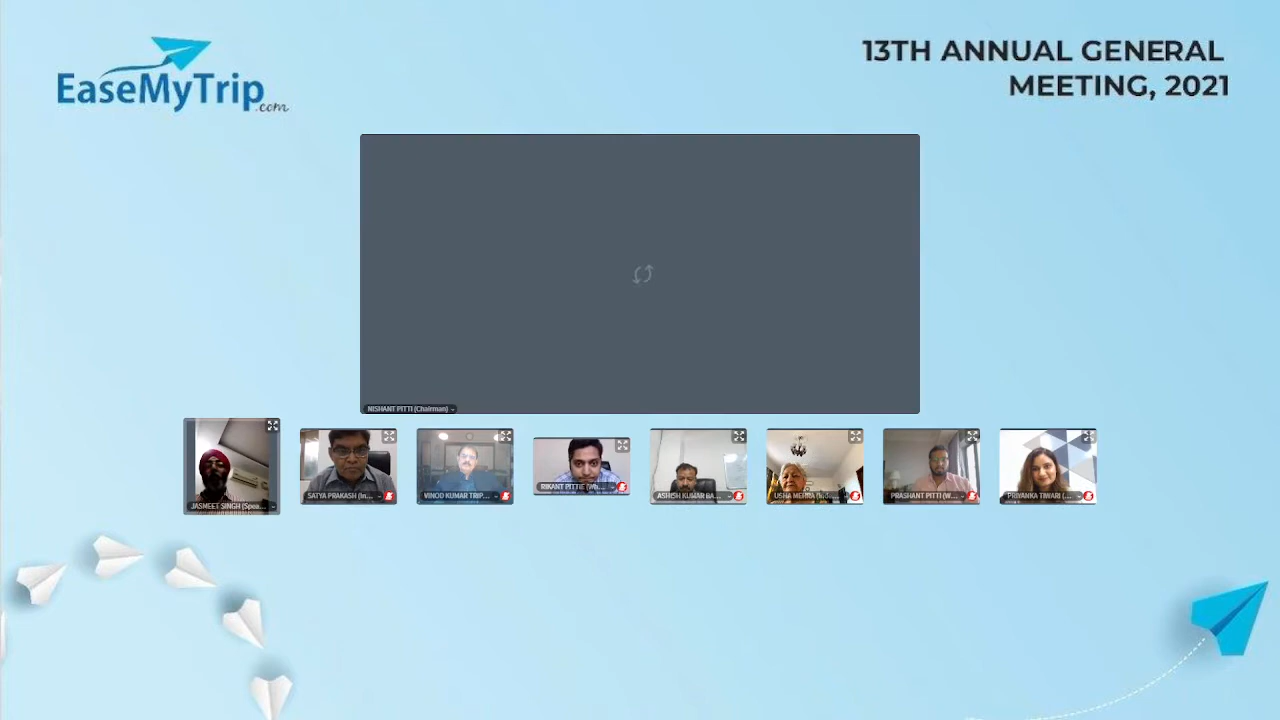 EaseMyTrip.com
13TH ANNUAL GENERAL
MEETING, 2021
NISHANT PITTI (Chairman)
JASMEET SINGH (Spea...
SATYA PRAKASH (In...
VINOD KUMAR TRIP...
RIKANT PITTIE (Wh...
ASHISH KUMAR BA...
USHA MEHRA (Inde...
PRASHANT PITTI (W...
PRIYANKA TIWARI (...